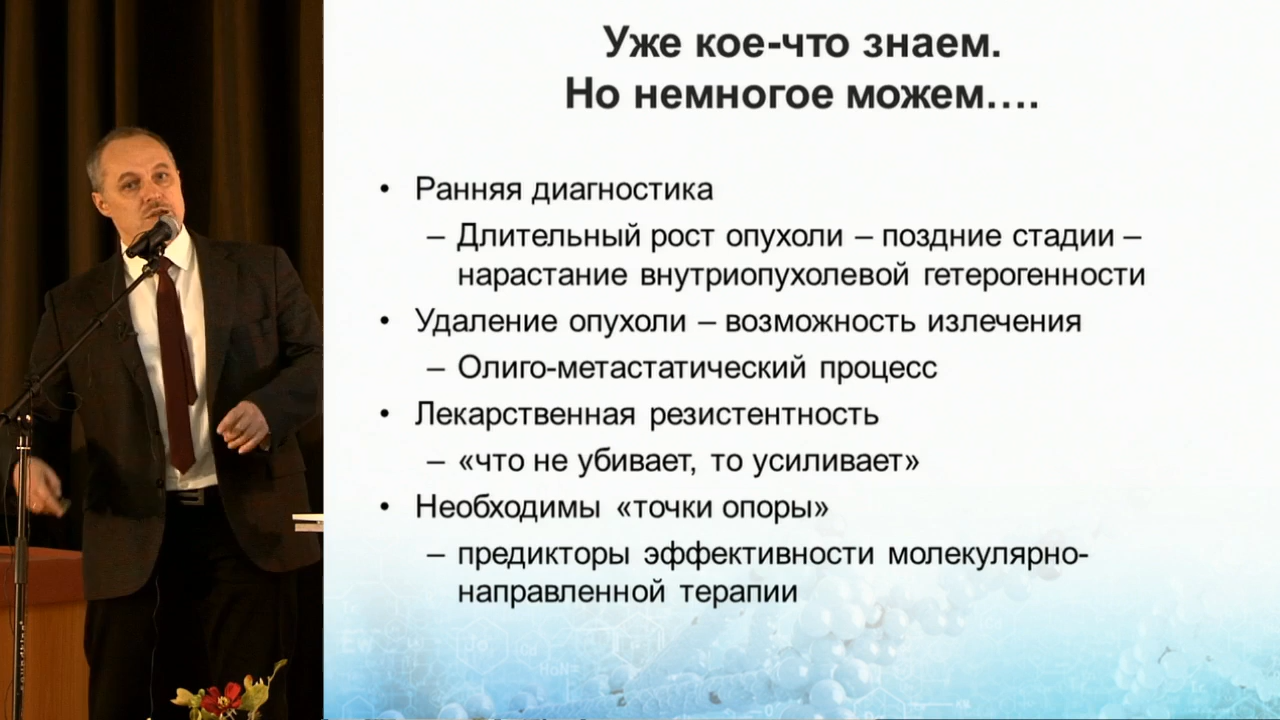 Уже кое-что знаем.
Но немногое можем....
• Ранняя диагностика
– Длительный рост опухоли – поздние стадии –
нарастание внутриопухолевой гетерогенности
• Удаление опухоли – возможность излечения
– Олиго-метастатический процесс
• Лекарственная резистентность
– «что не убивает, то усиливает»
• Необходимы «точки опоры»
– предикторы эффективности молекулярно-
направленной терапии